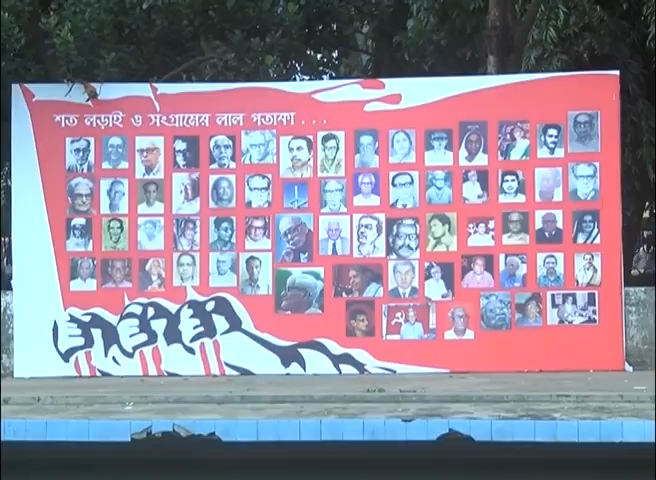 শত লড়াই ও সংগ্রামের লাল পতাকা . . .